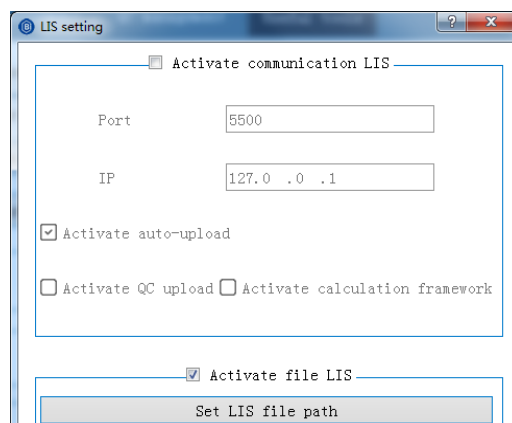 LIS setting
Activate communication LIS
Port 5500
IP 127.0 .0 .1
Activate auto-upload
Activate QC upload Activate calculation framework
Activate file LIS
Set LIS file path